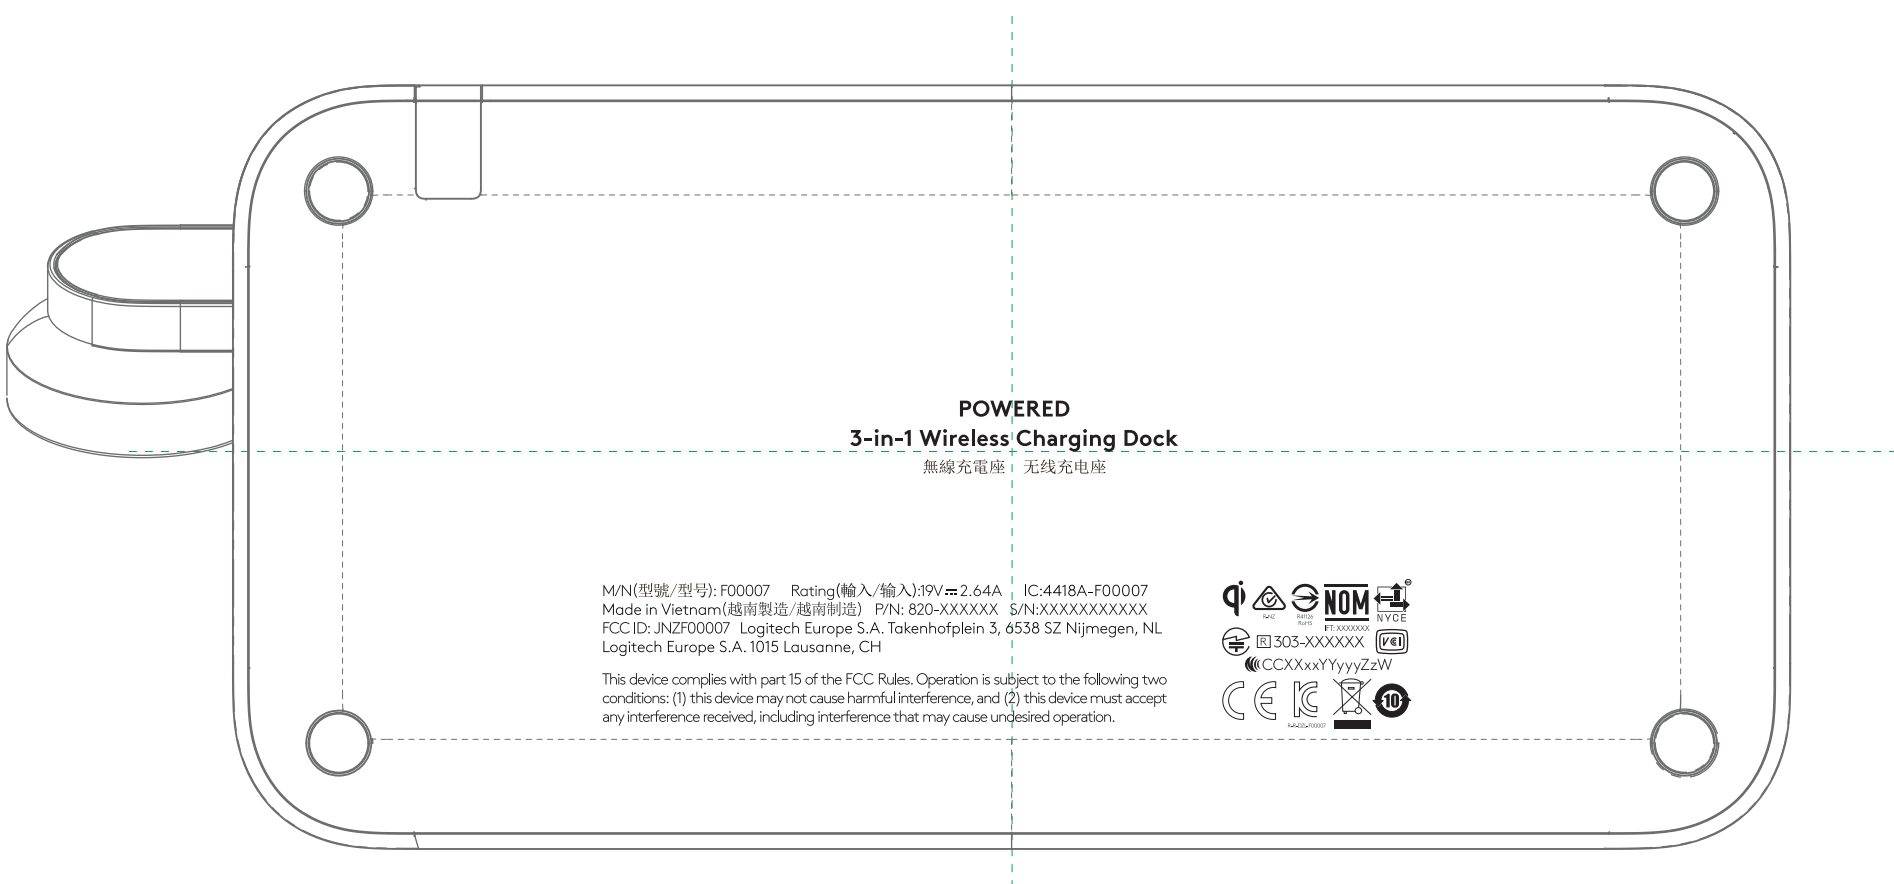 POWERED
3-in-1 Wireless Charging Dock
無線充電座 无线充电座
M/N(型號/型号): F00007 Rating(輸入/输入):19V⎓2.64A IC:4418A-F00007
Made in Vietnam(越南製造/越南制造) P/N: 820-XXXXXX S/N:XXXXXXXXXXX
FCC ID: JNZF00007 Logitech Europe S.A. Takenhofplein 3, 6538 SZ Nijmegen, NL
Logitech Europe S.A. 1015 Lausanne, CH
This device complies with part 15 of the FCC Rules. Operation is subject to the following two
conditions: (1) this device may not cause harmful interference, and (2) this device must accept
any interference received, including interference that may cause undesired operation.
qi NOM NYCE
R-NZ R41126 RoHS IFT: XXXXXXX
R 303-XXXXXX VCI
CCXXxxYYyyyZzW
CE KC 10